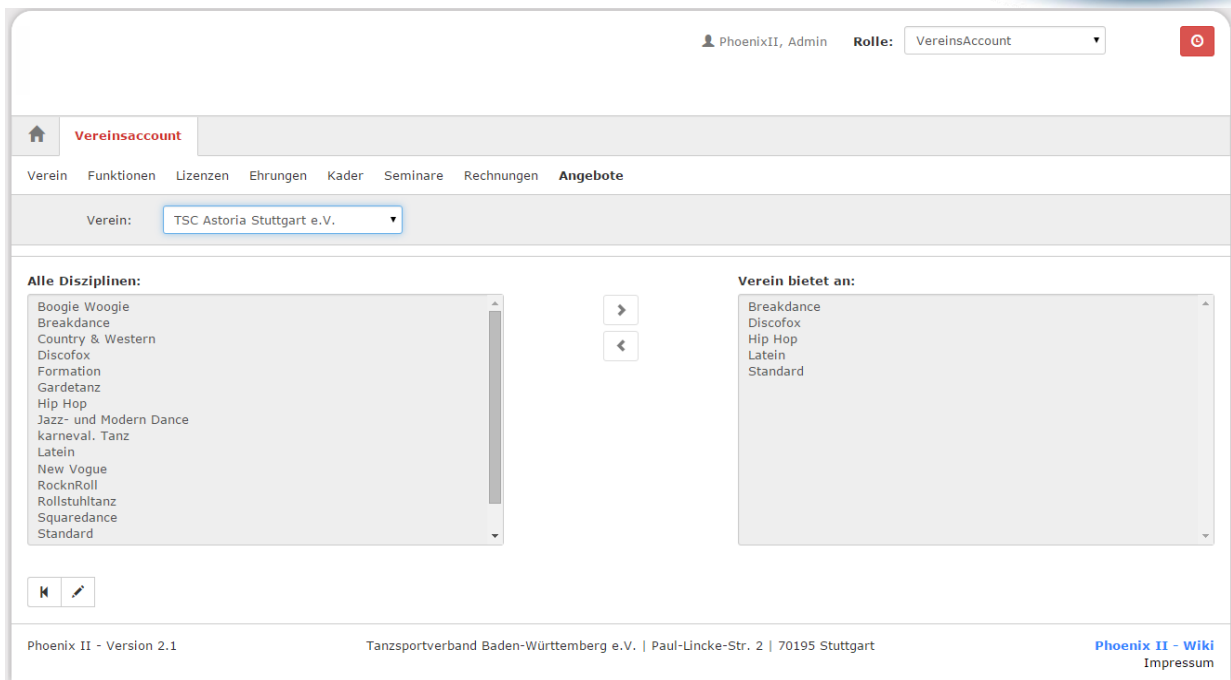 PhoenixII, Admin Rolle: VereinsAccount
Vereinsaccount
Verein Funktionen Lizenzen Ehrungen Kader Seminare Rechnungen Angebote
Verein: TSC Astoria Stuttgart e.V.
Alle Disziplinen:
Boogie Woogie
Breakdance
Country & Western
Discofox
Formation
Gardetanz
Hip Hop
Jazz- und Modern Dance
karneval. Tanz
Latein
New Vogue
RocknRoll
Rollstuhltanz
Squaredance
Standard
Verein bietet an:
Breakdance
Discofox
Hip Hop
Latein
Standard
Phoenix II - Version 2.1 Tanzsportverband Baden-Württemberg e.V. | Paul-Lincke-Str. 2 | 70195 Stuttgart Phoenix II - Wiki
Impressum